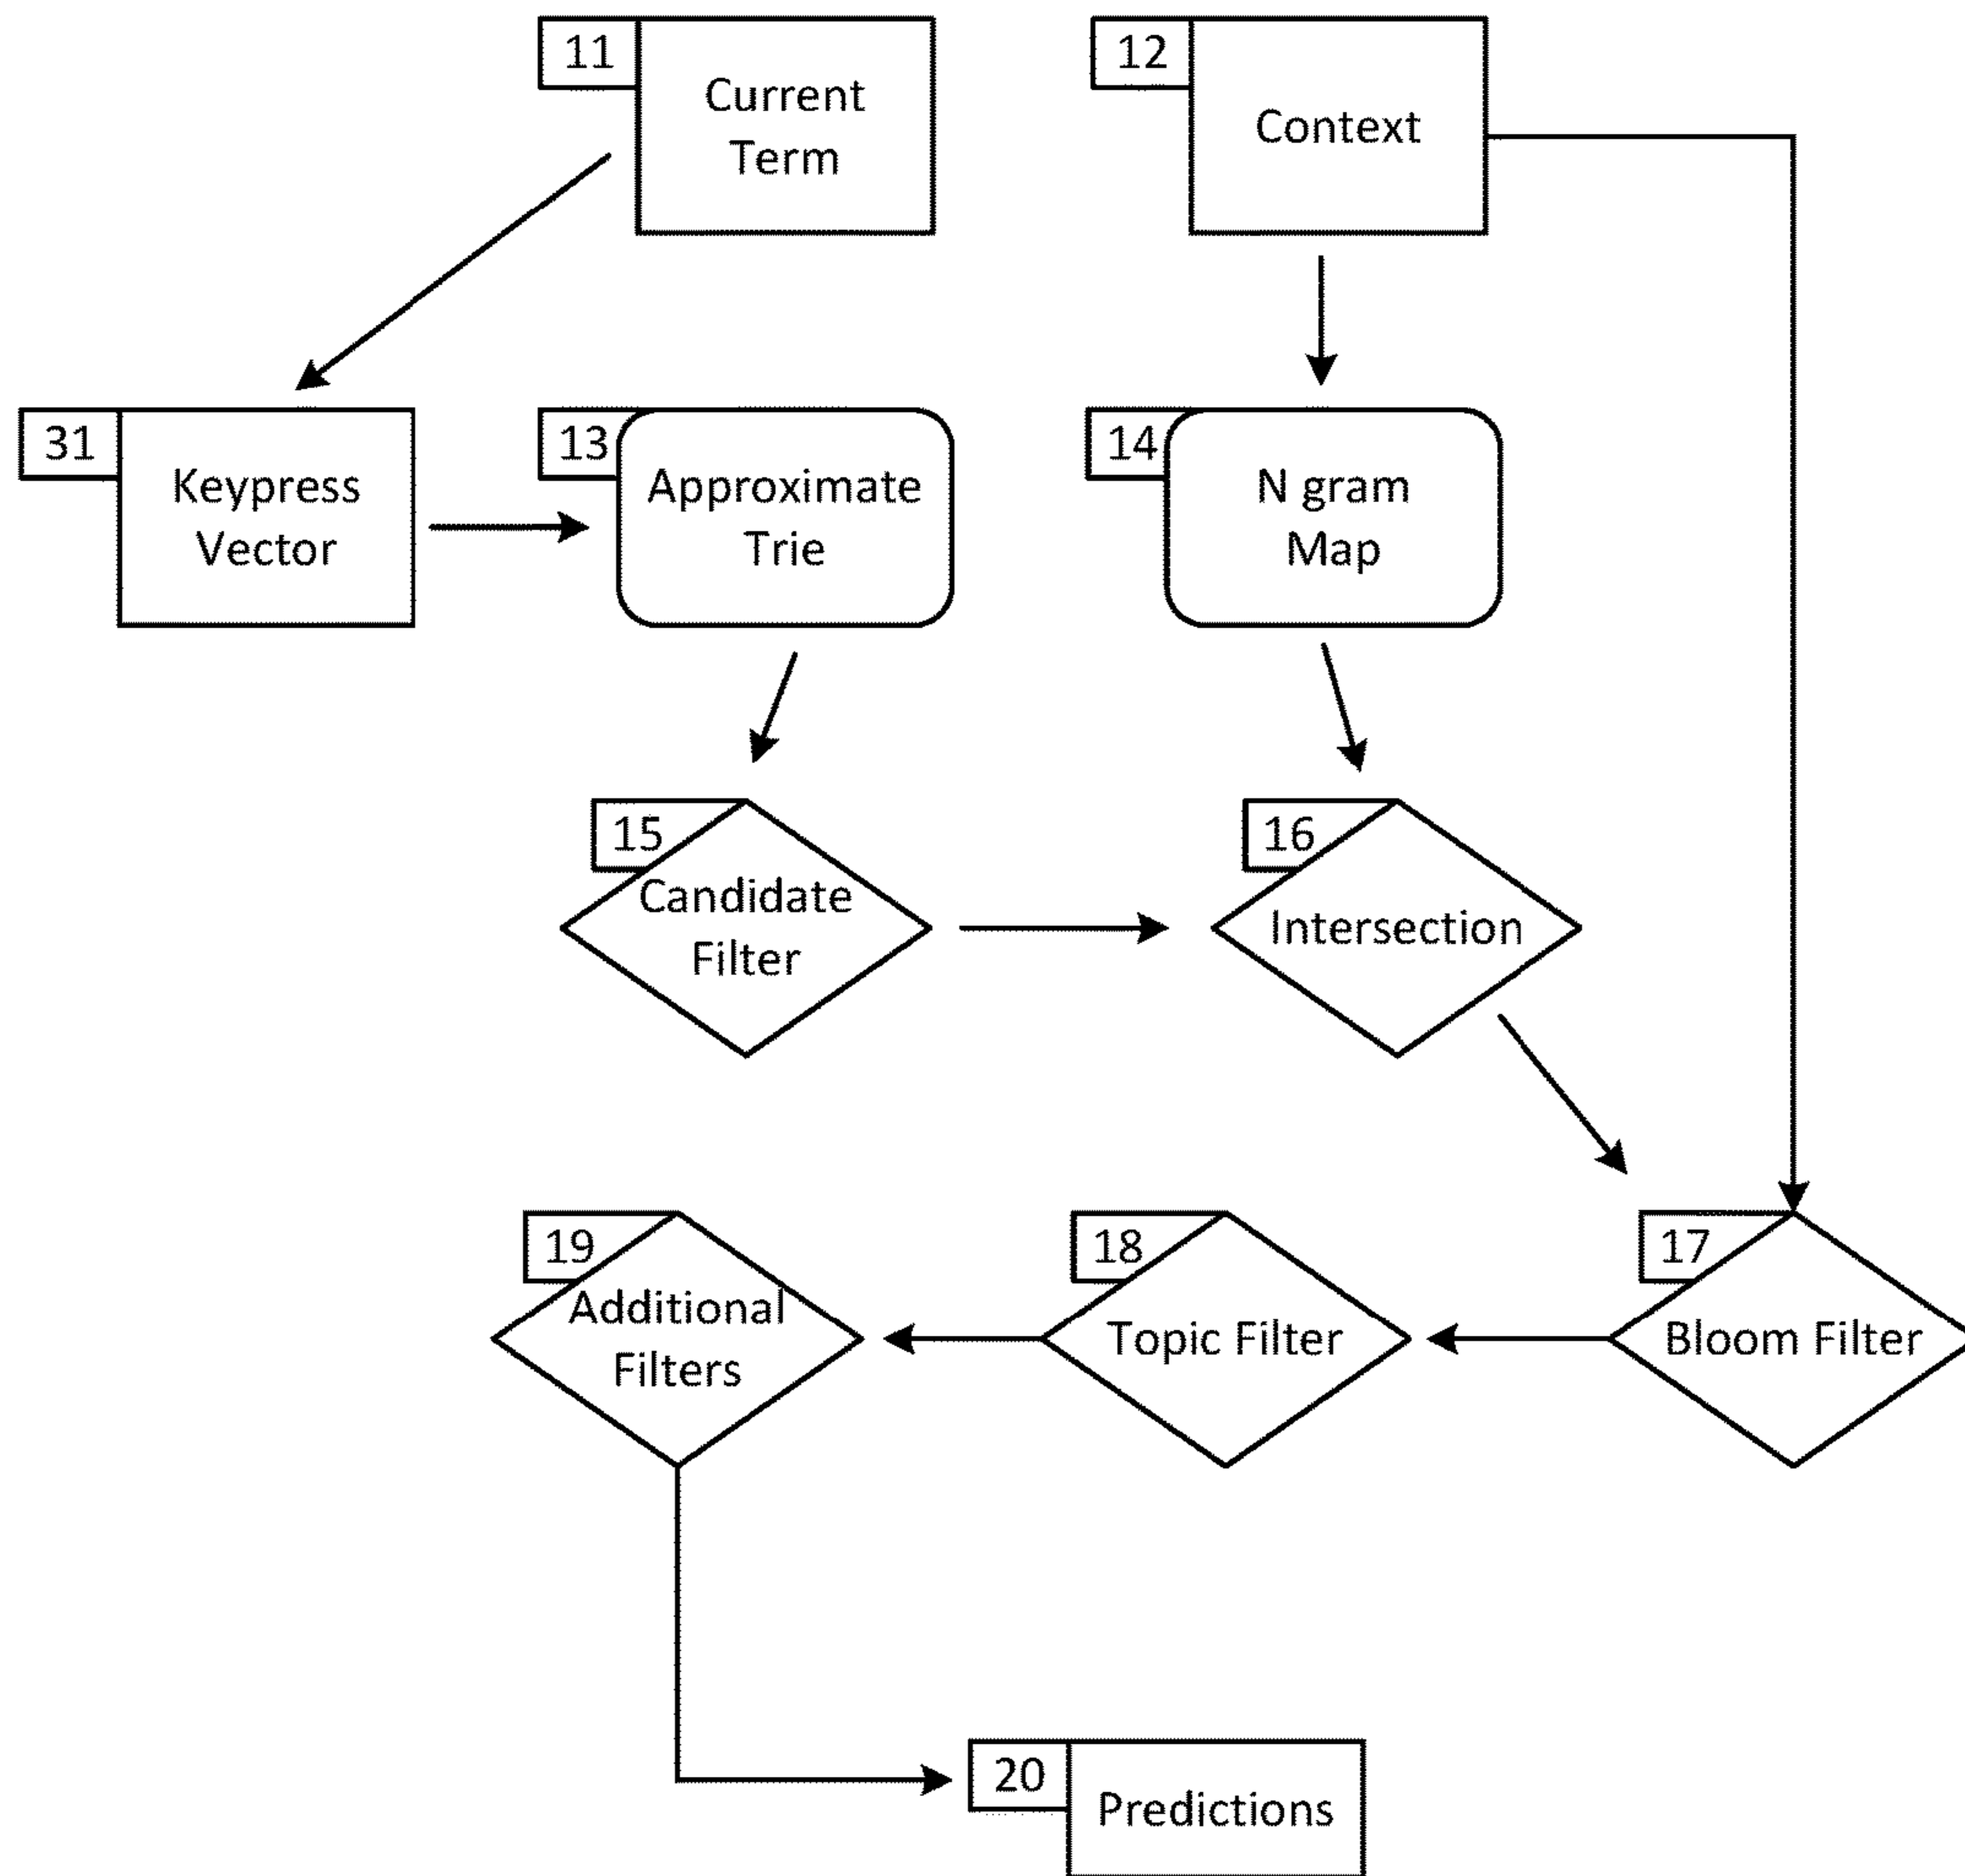 11
Current
Term
12
Context
31
Keypress
Vector
13
Approximate
Trie
14
N gram
Map
15
Candidate
Filter
16
Intersection
19
Additional
Filters
18
Topic Filter
17
Bloom Filter
20
Predictions